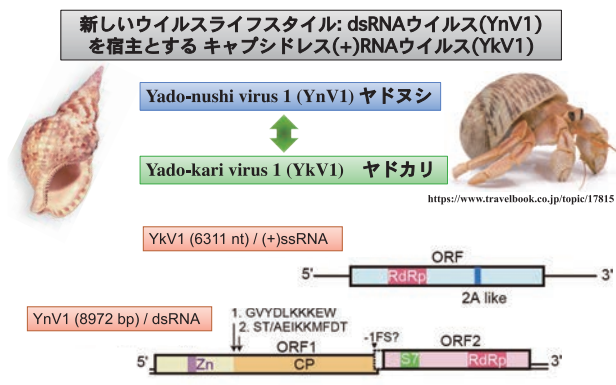 新しいウイルスライフスタイル: dsRNAウイルス(YnV1)
を宿主とする キャプシドレス(+)RNAウイルス(YkV1)
Yado-nushi virus 1 (YnV1) ヤドヌシ
Yado-kari virus 1 (YkV1) ヤドカリ
https://www.travelbook.co.jp/topic/17815
YkV1 (6311 nt) / (+)ssRNA
ORF
5'
RdRp
3'
2A like
YnV1 (8972 bp) / dsRNA
1. GVYDLKKKEW
2. ST/AEIKKMFDT
-1FS?
ORF1
ORF2
5'
Zn
CP
S7
RdRp
3'